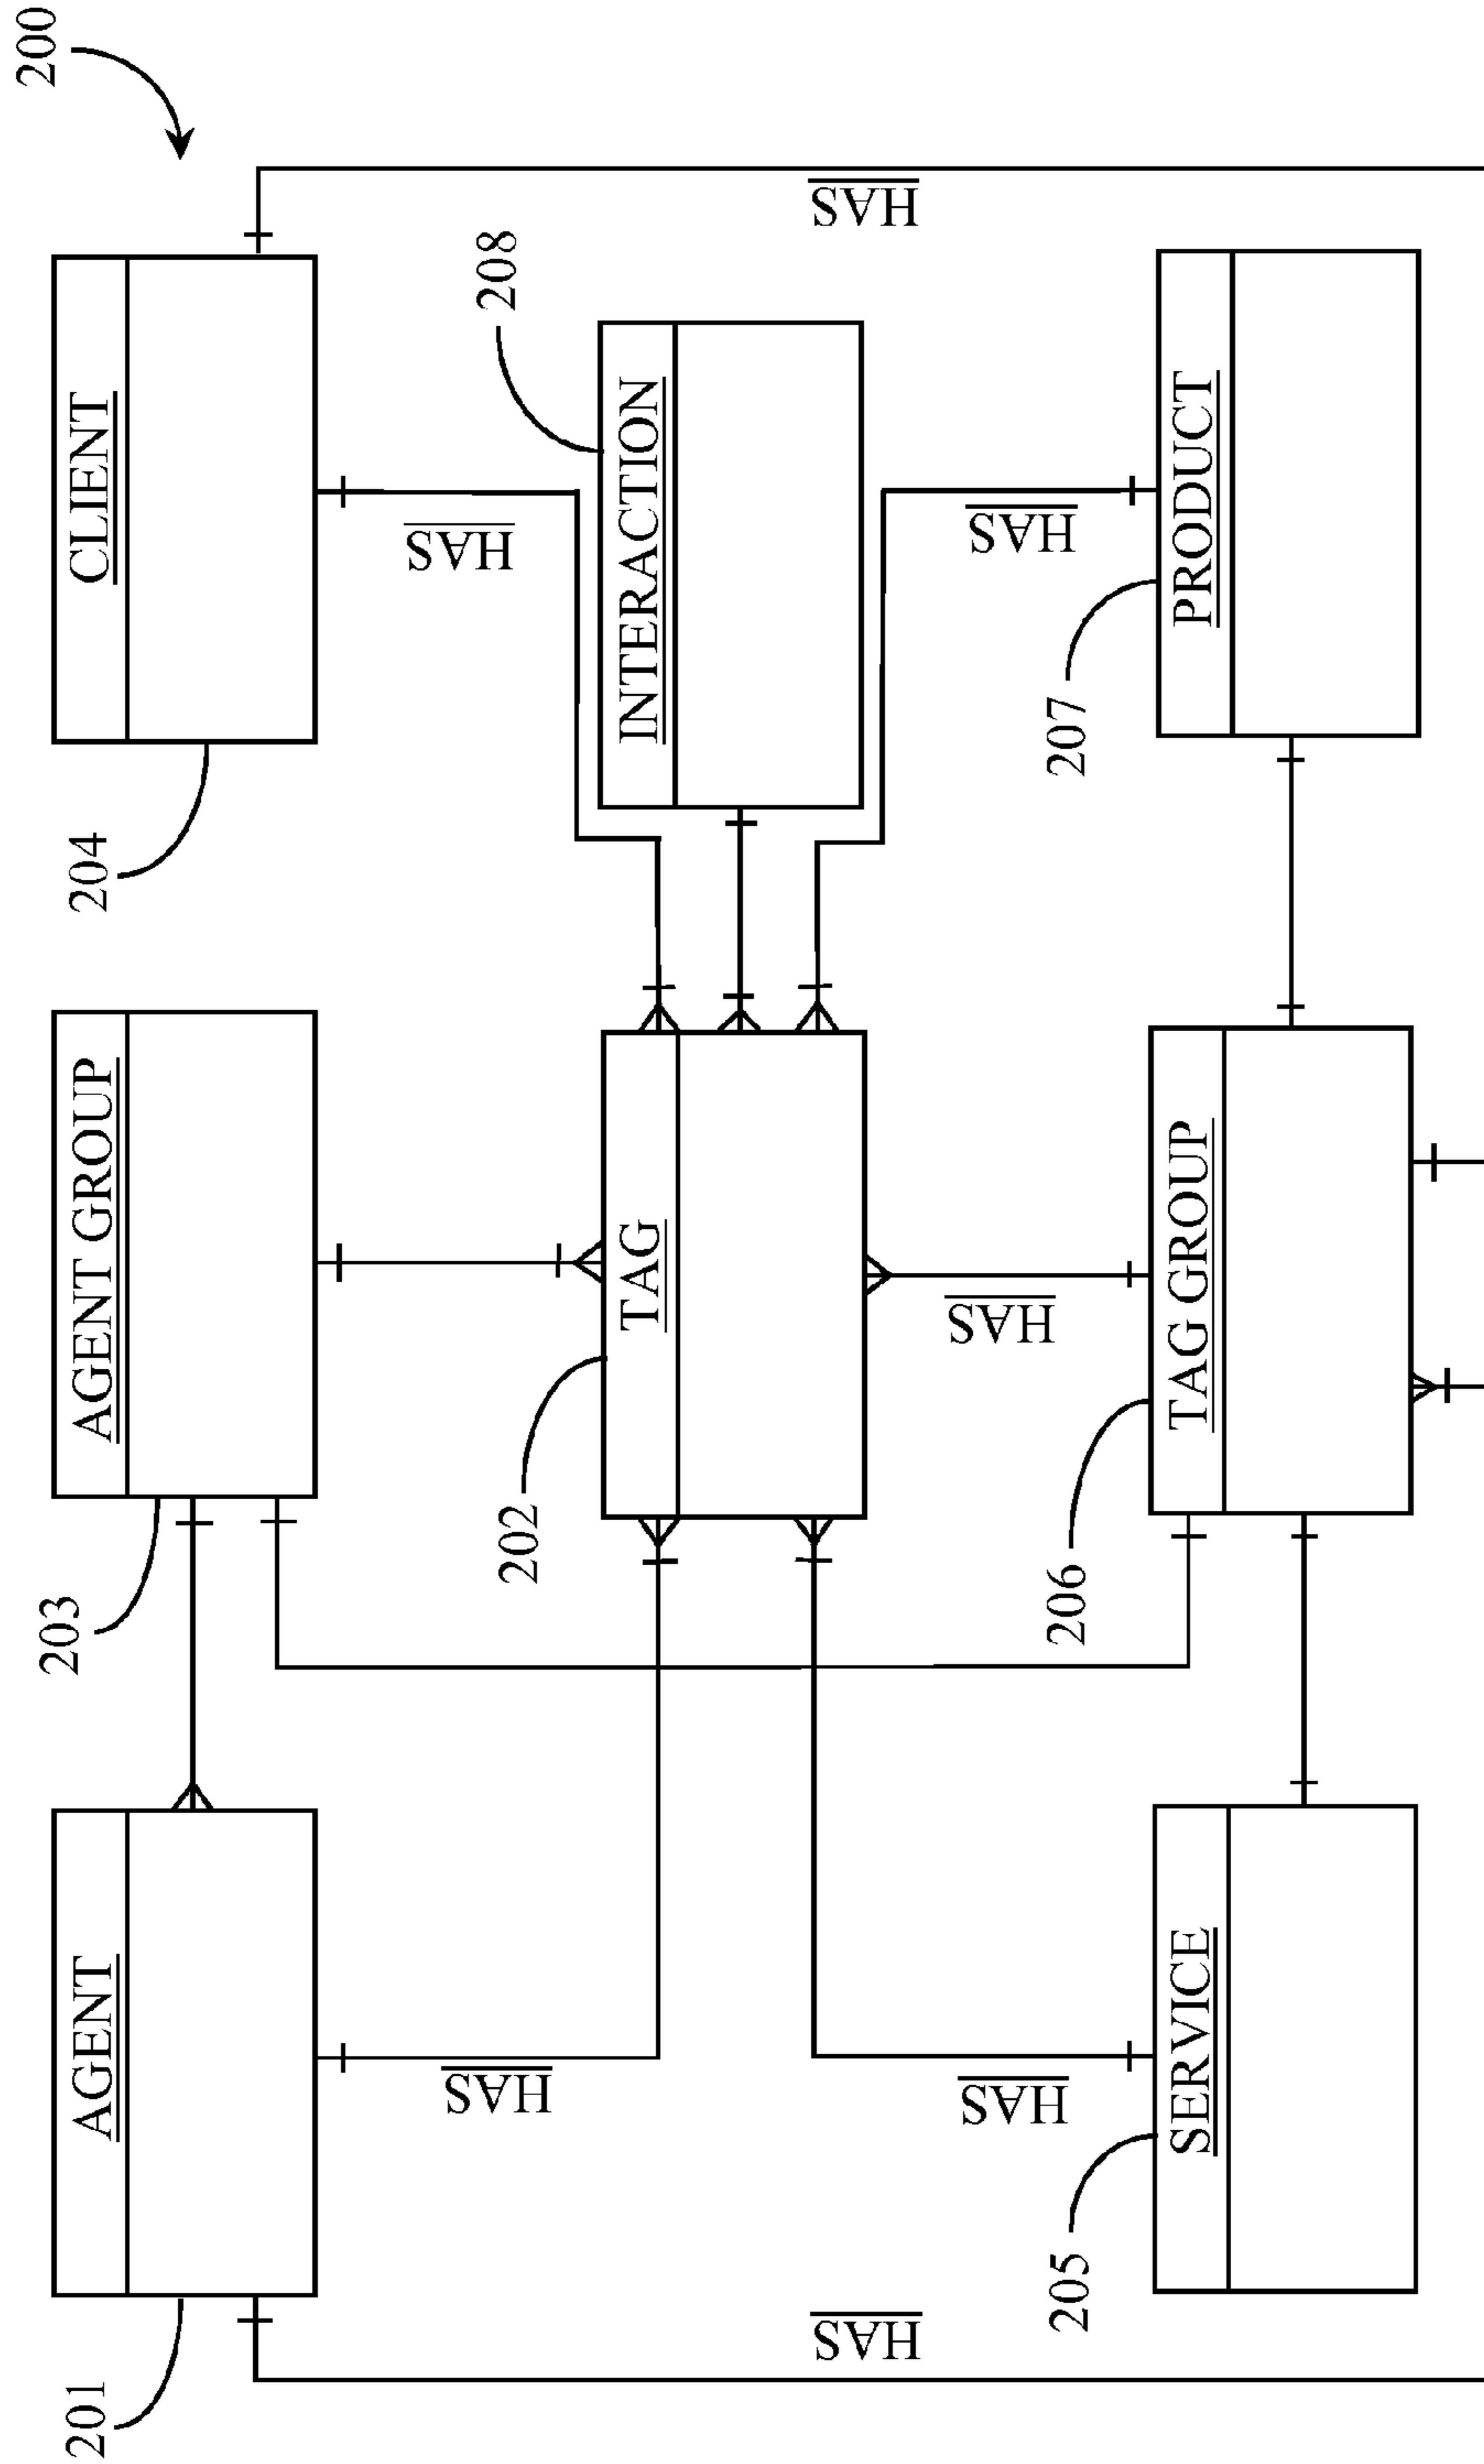 200
201
AGENT
203
AGENT GROUP
204
CLIENT
HAS
HAS
202
TAG
208
INTERACTION
HAS
HAS
HAS
HAS
HAS
205
SERVICE
206
TAG GROUP
207
PRODUCT